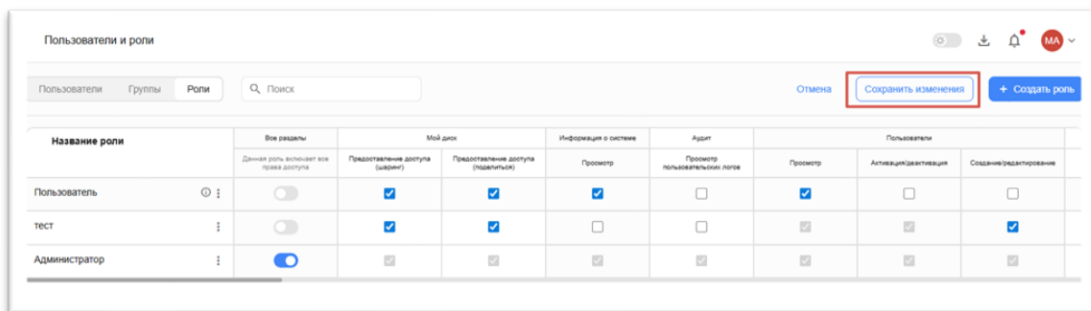 Пользователи и роли
МА
Пользователи Группы Роли Поиск Отмена Сохранить изменения + Создать роль
Название роли
Все разделы Мой диск Информация о системе Аудит Пользователи
Данная роль включает все права доступа
Предоставление доступа (шаринг)
Предоставление доступа (поделиться)
Просмотр
Просмотр пользовательских логов
Просмотр
Активация/деактивация
Создание/редактирование
Пользователь
тест
Администратор